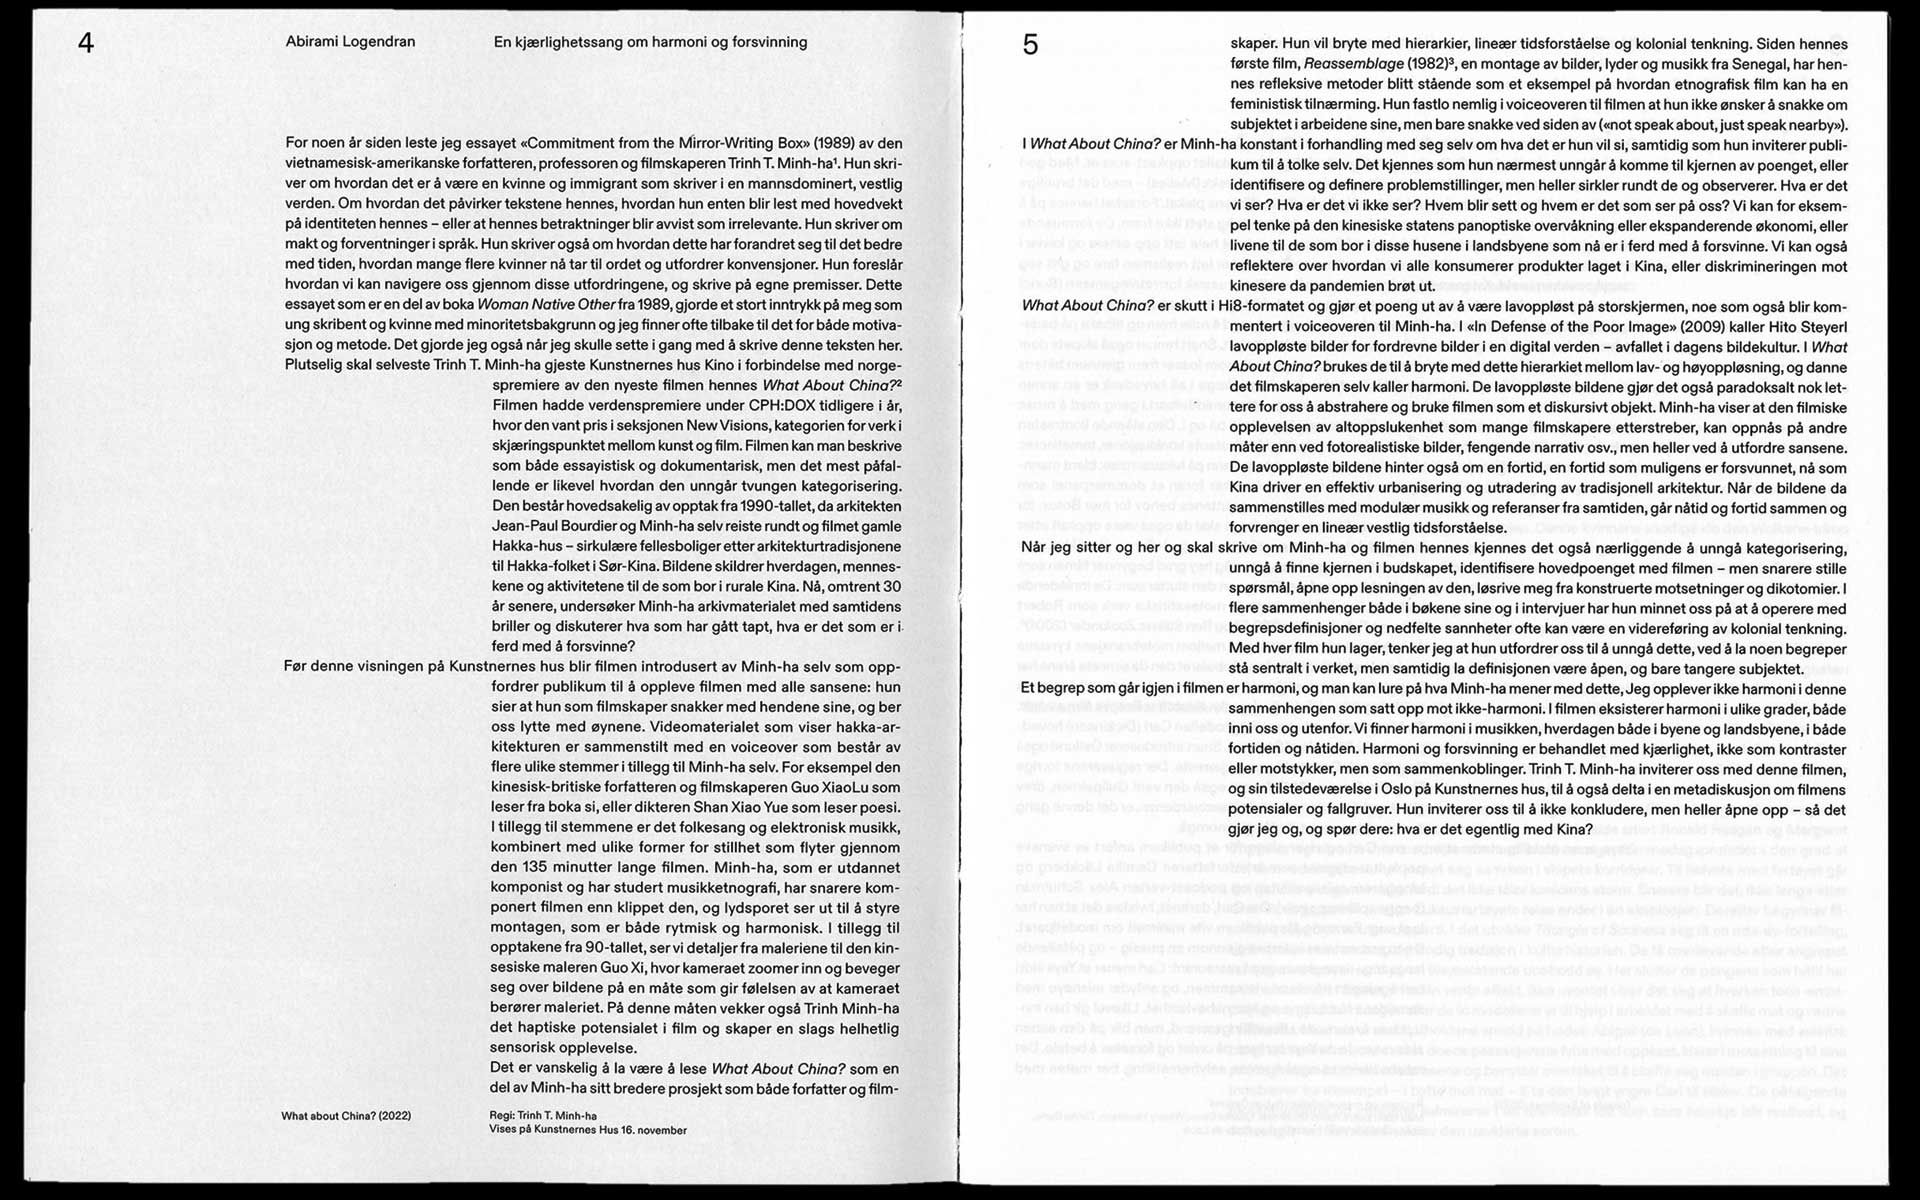 4
Abirami Logendran
En kjærlighetssang om harmoni og forsvinning
For noen år siden leste jeg essayet «Commitment from the Mirror-Writing Box» (1989) av den
vietnamesisk-amerikanske forfatteren, professoren og filmskaperen Trinh T. Minh-ha¹. Hun skri-
ver om hvordan det er å være en kvinne og immigrant som skriver i en mannsdominert, vestlig
verden. Om hvordan det påvirker tekstene hennes, hvordan hun enten blir lest med hovedvekt
på identiteten hennes – eller at hennes betraktninger blir avvist som irrelevante. Hun skriver om
makt og forventninger i språk. Hun skriver også om hvordan dette har forandret seg til det bedre
med tiden, hvordan mange flere kvinner nå tar til ordet og utfordrer konvensjoner. Hun foreslår
hvordan vi kan navigere oss gjennom disse utfordringene, og skrive på egne premisser. Dette
essayet som er en del av boka Woman Native Other fra 1989, gjorde et stort inntrykk på meg som
ung skribent og kvinne med minoritetsbakgrunn og jeg finner ofte tilbake til det for både motiva-
sjon og metode. Det gjorde jeg også når jeg skulle sette i gang med å skrive denne teksten her.
Plutselig skal selveste Trinh T. Minh-ha gjeste Kunstnernes hus Kino i forbindelse med norge-
spremiere av den nyeste filmen hennes What About China?²
Filmen hadde verdenspremiere under CPH:DOX tidligere i år,
hvor den vant pris i seksjonen New Visions, kategorien for verk i
skjæringspunktet mellom kunst og film. Filmen kan man beskrive
som både essayistisk og dokumentarisk, men det mest påfal-
lende er likevel hvordan den unngår tvungen kategorisering.
Den består hovedsakelig av opptak fra 1990-tallet, da arkitekten
Jean-Paul Bourdier og Minh-ha selv reiste rundt og filmet gamle
Hakka-hus – sirkulære fellesboliger etter arkitekturtradisjonene
til Hakka-folket i Sør-Kina. Bildene skildrer hverdagen, mennes-
kene og aktivitetene til de som bor i rurale Kina. Nå, omtrent 30
år senere, undersøker Minh-ha arkivmaterialet med samtidens
briller og diskuterer hva som har gått tapt, hva er det som er i
ferd med å forsvinne?
Før denne visningen på Kunstnernes hus blir filmen introdusert av Minh-ha selv som opp-
fordrer publikum til å oppleve filmen med alle sansene: hun
sier at hun som filmskaper snakker med hendene sine, og ber
oss lytte med øynene. Videomaterialet som viser hakka-ar-
kitekturen er sammenstilt med en voiceover som består av
flere ulike stemmer i tillegg til Minh-ha selv. For eksempel den
kinesisk-britiske forfatteren og filmskaperen Guo XiaoLu som
leser fra boka si, eller dikteren Shan Xiao Yue som leser poesi.
I tillegg til stemmene er det folkesang og elektronisk musikk,
kombinert med ulike former for stillhet som flyter gjennom
den 135 minutter lange filmen. Minh-ha, som er utdannet
komponist og har studert musikketnografi, har snarere kom-
ponert filmen enn klippet den, og lydsporet ser ut til å styre
montagen, som er både rytmisk og harmonisk. I tillegg til
opptakene fra 90-tallet, ser vi detaljer fra maleriene til den kin-
sesiske maleren Guo Xi, hvor kameraet zoomer inn og beveger
seg over bildene på en måte som gir følelsen av at kameraet
berører maleriet. På denne måten vekker også Trinh Minh-ha
det haptiske potensialet i film og skaper en slags helhetlig
sensorisk opplevelse.
Det er vanskelig å la være å lese What About China? som en
del av Minh-ha sitt bredere prosjekt som både forfatter og film-
What about China? (2022)
Regi: Trinh T. Minh-ha
Vises på Kunstnernes Hus 16. november
5
skaper. Hun vil bryte med hierarkier, lineær tidsforståelse og kolonial tenkning. Siden hennes
første film, Reassemblage (1982)³, en montage av bilder, lyder og musikk fra Senegal, har hen-
nes refleksive metoder blitt stående som et eksempel på hvordan etnografisk film kan ha en
feministisk tilnærming. Hun fastlo nemlig i voiceoveren til filmen at hun ikke ønsker å snakke om
subjektet i arbeidene sine, men bare snakke ved siden av («not speak about, just speak nearby»).
I What About China? er Minh-ha konstant i forhandling med seg selv om hva det er hun vil si, samtidig som hun inviterer publi-
kum til å tolke selv. Det kjennes som hun nærmest unngår å komme til kjernen av poenget, eller
identifisere og definere problemstillinger, men heller sirkler rundt de og observerer. Hva er det
vi ser? Hva er det vi ikke ser? Hvem blir sett og hvem er det som ser på oss? Vi kan for eksem-
pel tenke på den kinesiske statens panoptiske overvåkning eller ekspanderende økonomi, eller
livene til de som bor i disse husene i landsbyene som nå er i ferd med å forsvinne. Vi kan også
reflektere over hvordan vi alle konsumerer produkter laget i Kina, eller diskrimineringen mot
kinesere da pandemien brøt ut.
What About China? er skutt i Hi8-formatet og gjør et poeng ut av å være lavoppløst på storskjermen, noe som også blir kom-
mentert i voiceoveren til Minh-ha. I «In Defense of the Poor Image» (2009) kaller Hito Steyerl
lavoppløste bilder for fordrevne bilder i en digital verden – avfallet i dagens bildekultur. I What
About China? brukes de til å bryte med dette hierarkiet mellom lav- og høyoppløsning, og danne
det filmskaperen selv kaller harmoni. De lavoppløste bildene gjør det også paradoksalt nok let-
tere for oss å abstrahere og bruke filmen som et diskursivt objekt. Minh-ha viser at den filmiske
opplevelsen av altoppslukenhet som mange filmskapere etterstreber, kan oppnås på andre
måter enn ved fotorealistiske bilder, fengende narrativ osv., men heller ved å utfordre sansene.
De lavoppløste bildene hinter også om en fortid, en fortid som muligens er forsvunnet, nå som
Kina driver en effektiv urbanisering og utradering av tradisjonell arkitektur. Når de bildene da
sammenstilles med modulær musikk og referanser fra samtiden, går nåtid og fortid sammen og
forvrenger en lineær vestlig tidsforståelse.
Når jeg sitter og her og skal skrive om Minh-ha og filmen hennes kjennes det også nærliggende å unngå kategorisering,
unngå å finne kjernen i budskapet, identifisere hovedpoenget med filmen – men snarere stille
spørsmål, åpne opp lesningen av den, løsrive meg fra konstruerte motsetninger og dikotomier. I
flere sammenhenger både i bøkene sine og i intervjuer har hun minnet oss på at å operere med
begrepsdefinisjoner og nedfelte sannheter ofte kan være en videreføring av kolonial tenkning.
Med hver film hun lager, tenker jeg at hun utfordrer oss til å unngå dette, ved å la noen begreper
stå sentralt i verket, men samtidig la definisjonen være åpen, og bare tangere subjektet.
Et begrep som går igjen i filmen er harmoni, og man kan lure på hva Minh-ha mener med dette, Jeg opplever ikke harmoni i denne
sammenhengen som satt opp mot ikke-harmoni. I filmen eksisterer harmoni i ulike grader, både
inni oss og utenfor. Vi finner harmoni i musikken, hverdagen både i byene og landsbyene, i både
fortiden og nåtiden. Harmoni og forsvinning er behandlet med kjærlighet, ikke som kontraster
eller motstykker, men som sammenkoblinger. Trinh T. Minh-ha inviterer oss med denne filmen,
og sin tilstedeværelse i Oslo på Kunstnernes hus, til å også delta i en metadiskusjon om filmens
potensialer og fallgruver. Hun inviterer oss til å ikke konkludere, men heller åpne opp – så det
gjør jeg og, og spør dere: hva er det egentlig med Kina?